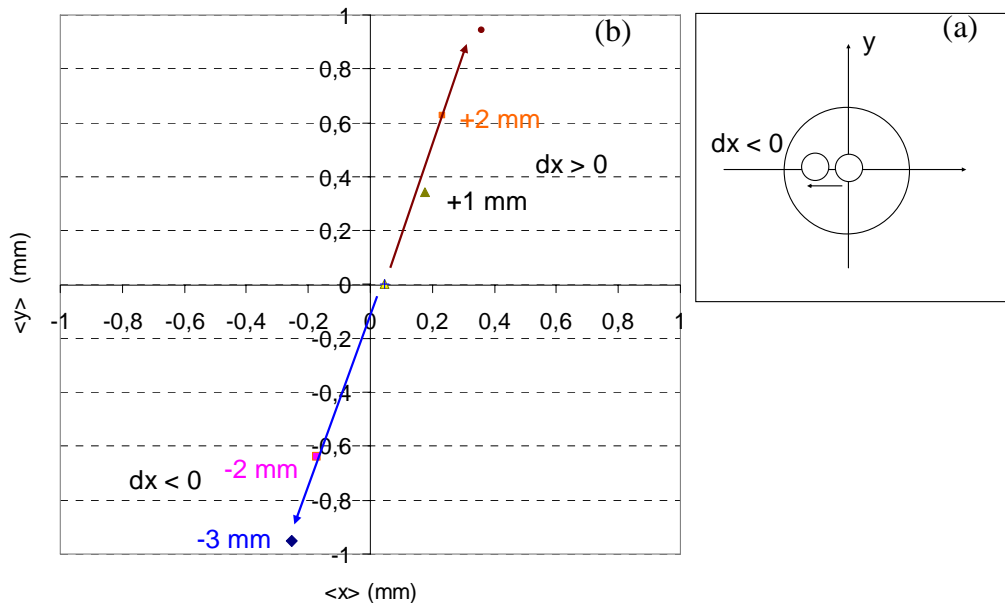 (b)
(a)
1
0,8
0,6
0,4
0,2
0
-0,2
-0,4
-0,6
-0,8
-1
-1
-0,8
-0,6
-0,4
-0,2
0
0,2
0,4
0,6
0,8
1
+2 mm
dx > 0
+1 mm
-2 mm
dx < 0
-3 mm
<y> (mm)
<x> (mm)
y
dx < 0